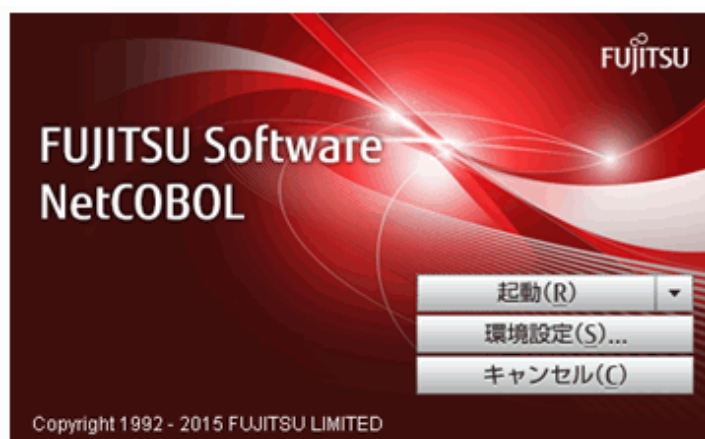 FUJITSU
FUJITSU Software
NetCOBOL
起動(R)
環境設定(S)...
キャンセル(C)
Copyright 1992 - 2015 FUJITSU LIMITED